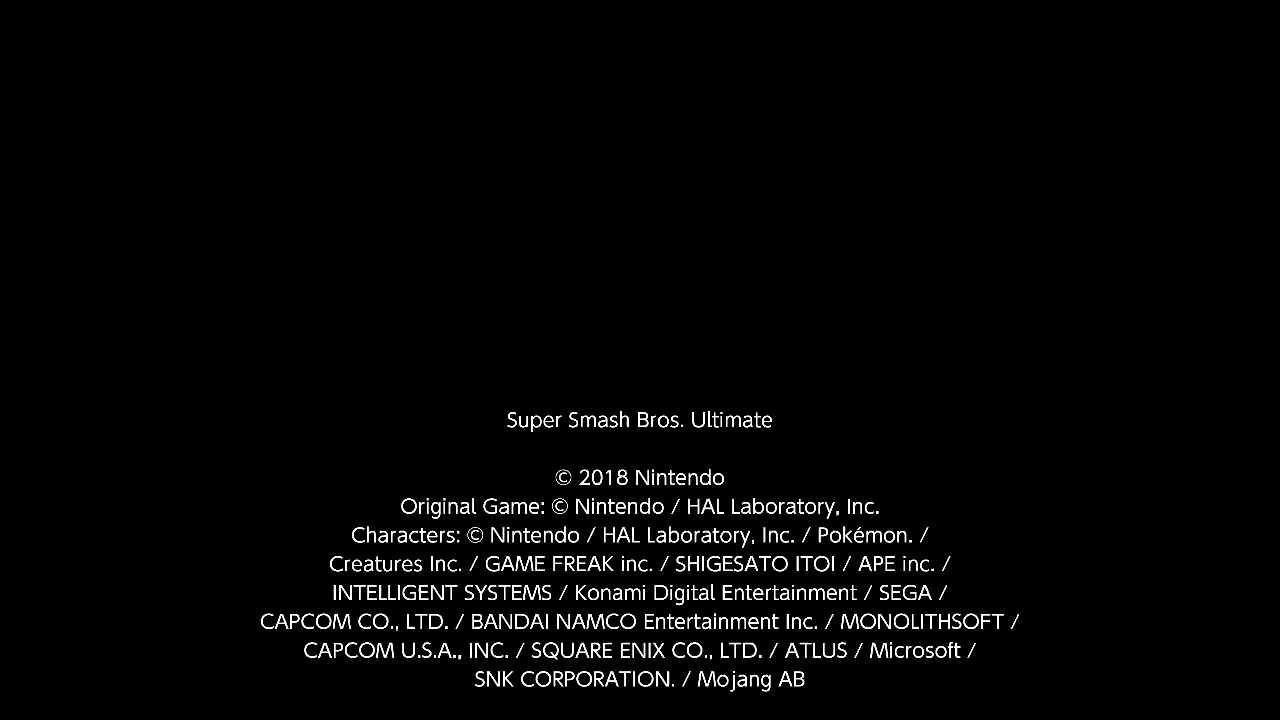 Super Smash Bros. Ultimate
© 2018 Nintendo
Original Game: © Nintendo / HAL Laboratory, Inc.
Characters: © Nintendo / HAL Laboratory, Inc. / Pokémon. /
Creatures Inc. / GAME FREAK inc. / SHIGESATO ITOI / APE inc. /
INTELLIGENT SYSTEMS / Konami Digital Entertainment / SEGA /
CAPCOM CO., LTD. / BANDAI NAMCO Entertainment Inc. / MONOLITHSOFT /
CAPCOM U.S.A., INC. / SQUARE ENIX CO., LTD. / ATLUS / Microsoft /
SNK CORPORATION. / Mojang AB